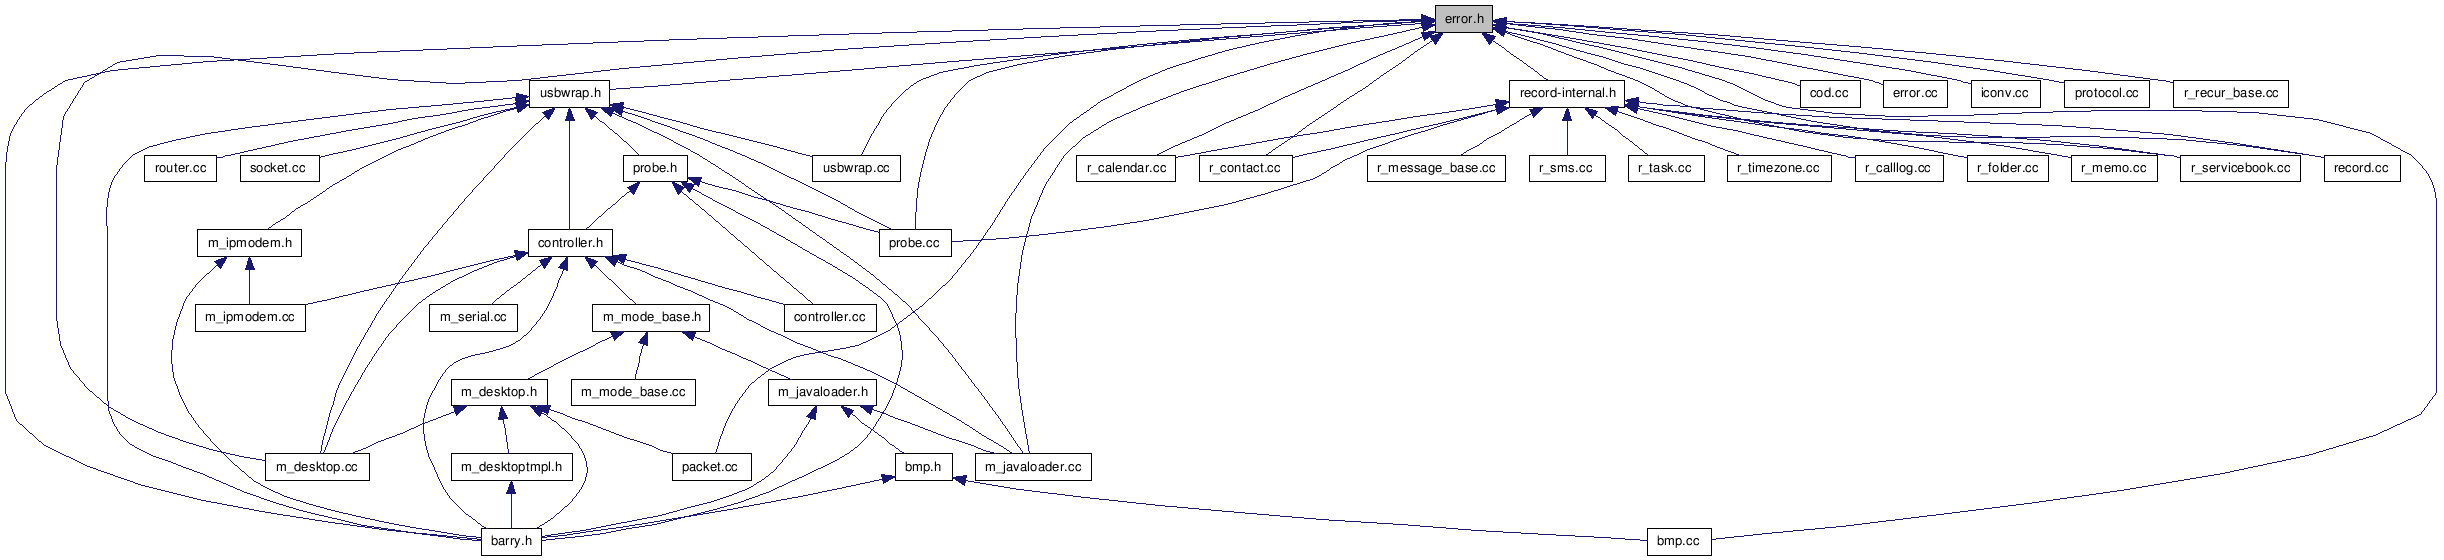 error.h
usbwrap.h
record-internal.h
cod.cc
error.cc
iconv.cc
protocol.cc
r_recur_base.cc
router.cc
socket.cc
probe.h
usbwrap.cc
r_calendar.cc
r_contact.cc
r_message_base.cc
r_sms.cc
r_task.cc
r_timezone.cc
r_calllog.cc
r_folder.cc
r_memo.cc
r_servicebook.cc
record.cc
m_ipmodem.h
controller.h
probe.cc
m_ipmodem.cc
m_serial.cc
m_mode_base.h
controller.cc
m_desktop.h
m_mode_base.cc
m_javaloader.h
m_desktop.cc
m_desktoptmpl.h
packet.cc
bmp.h
m_javaloader.cc
barry.h
bmp.cc